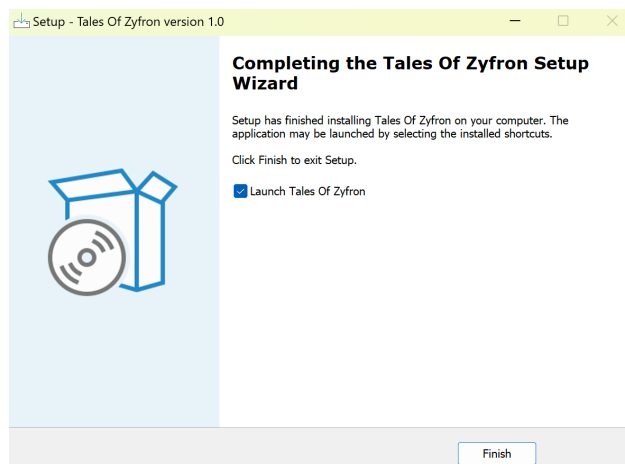 Setup - Tales Of Zyfron version 1.0
Completing the Tales Of Zyfron Setup
Wizard
Setup has finished installing Tales Of Zyfron on your computer. The
application may be launched by selecting the installed shortcuts.
Click Finish to exit Setup.
Launch Tales Of Zyfron
Finish